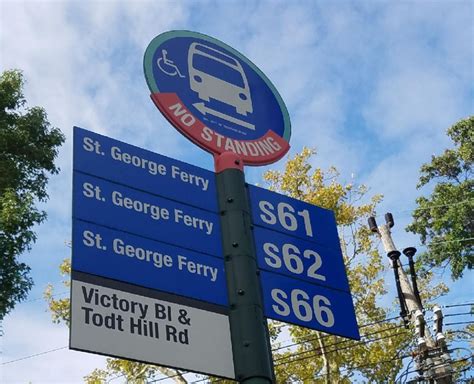 NO STANDING
St. George Ferry
S61
St. George Ferry
S62
St. George Ferry
S66
Victory Bl &
Todt Hill Rd